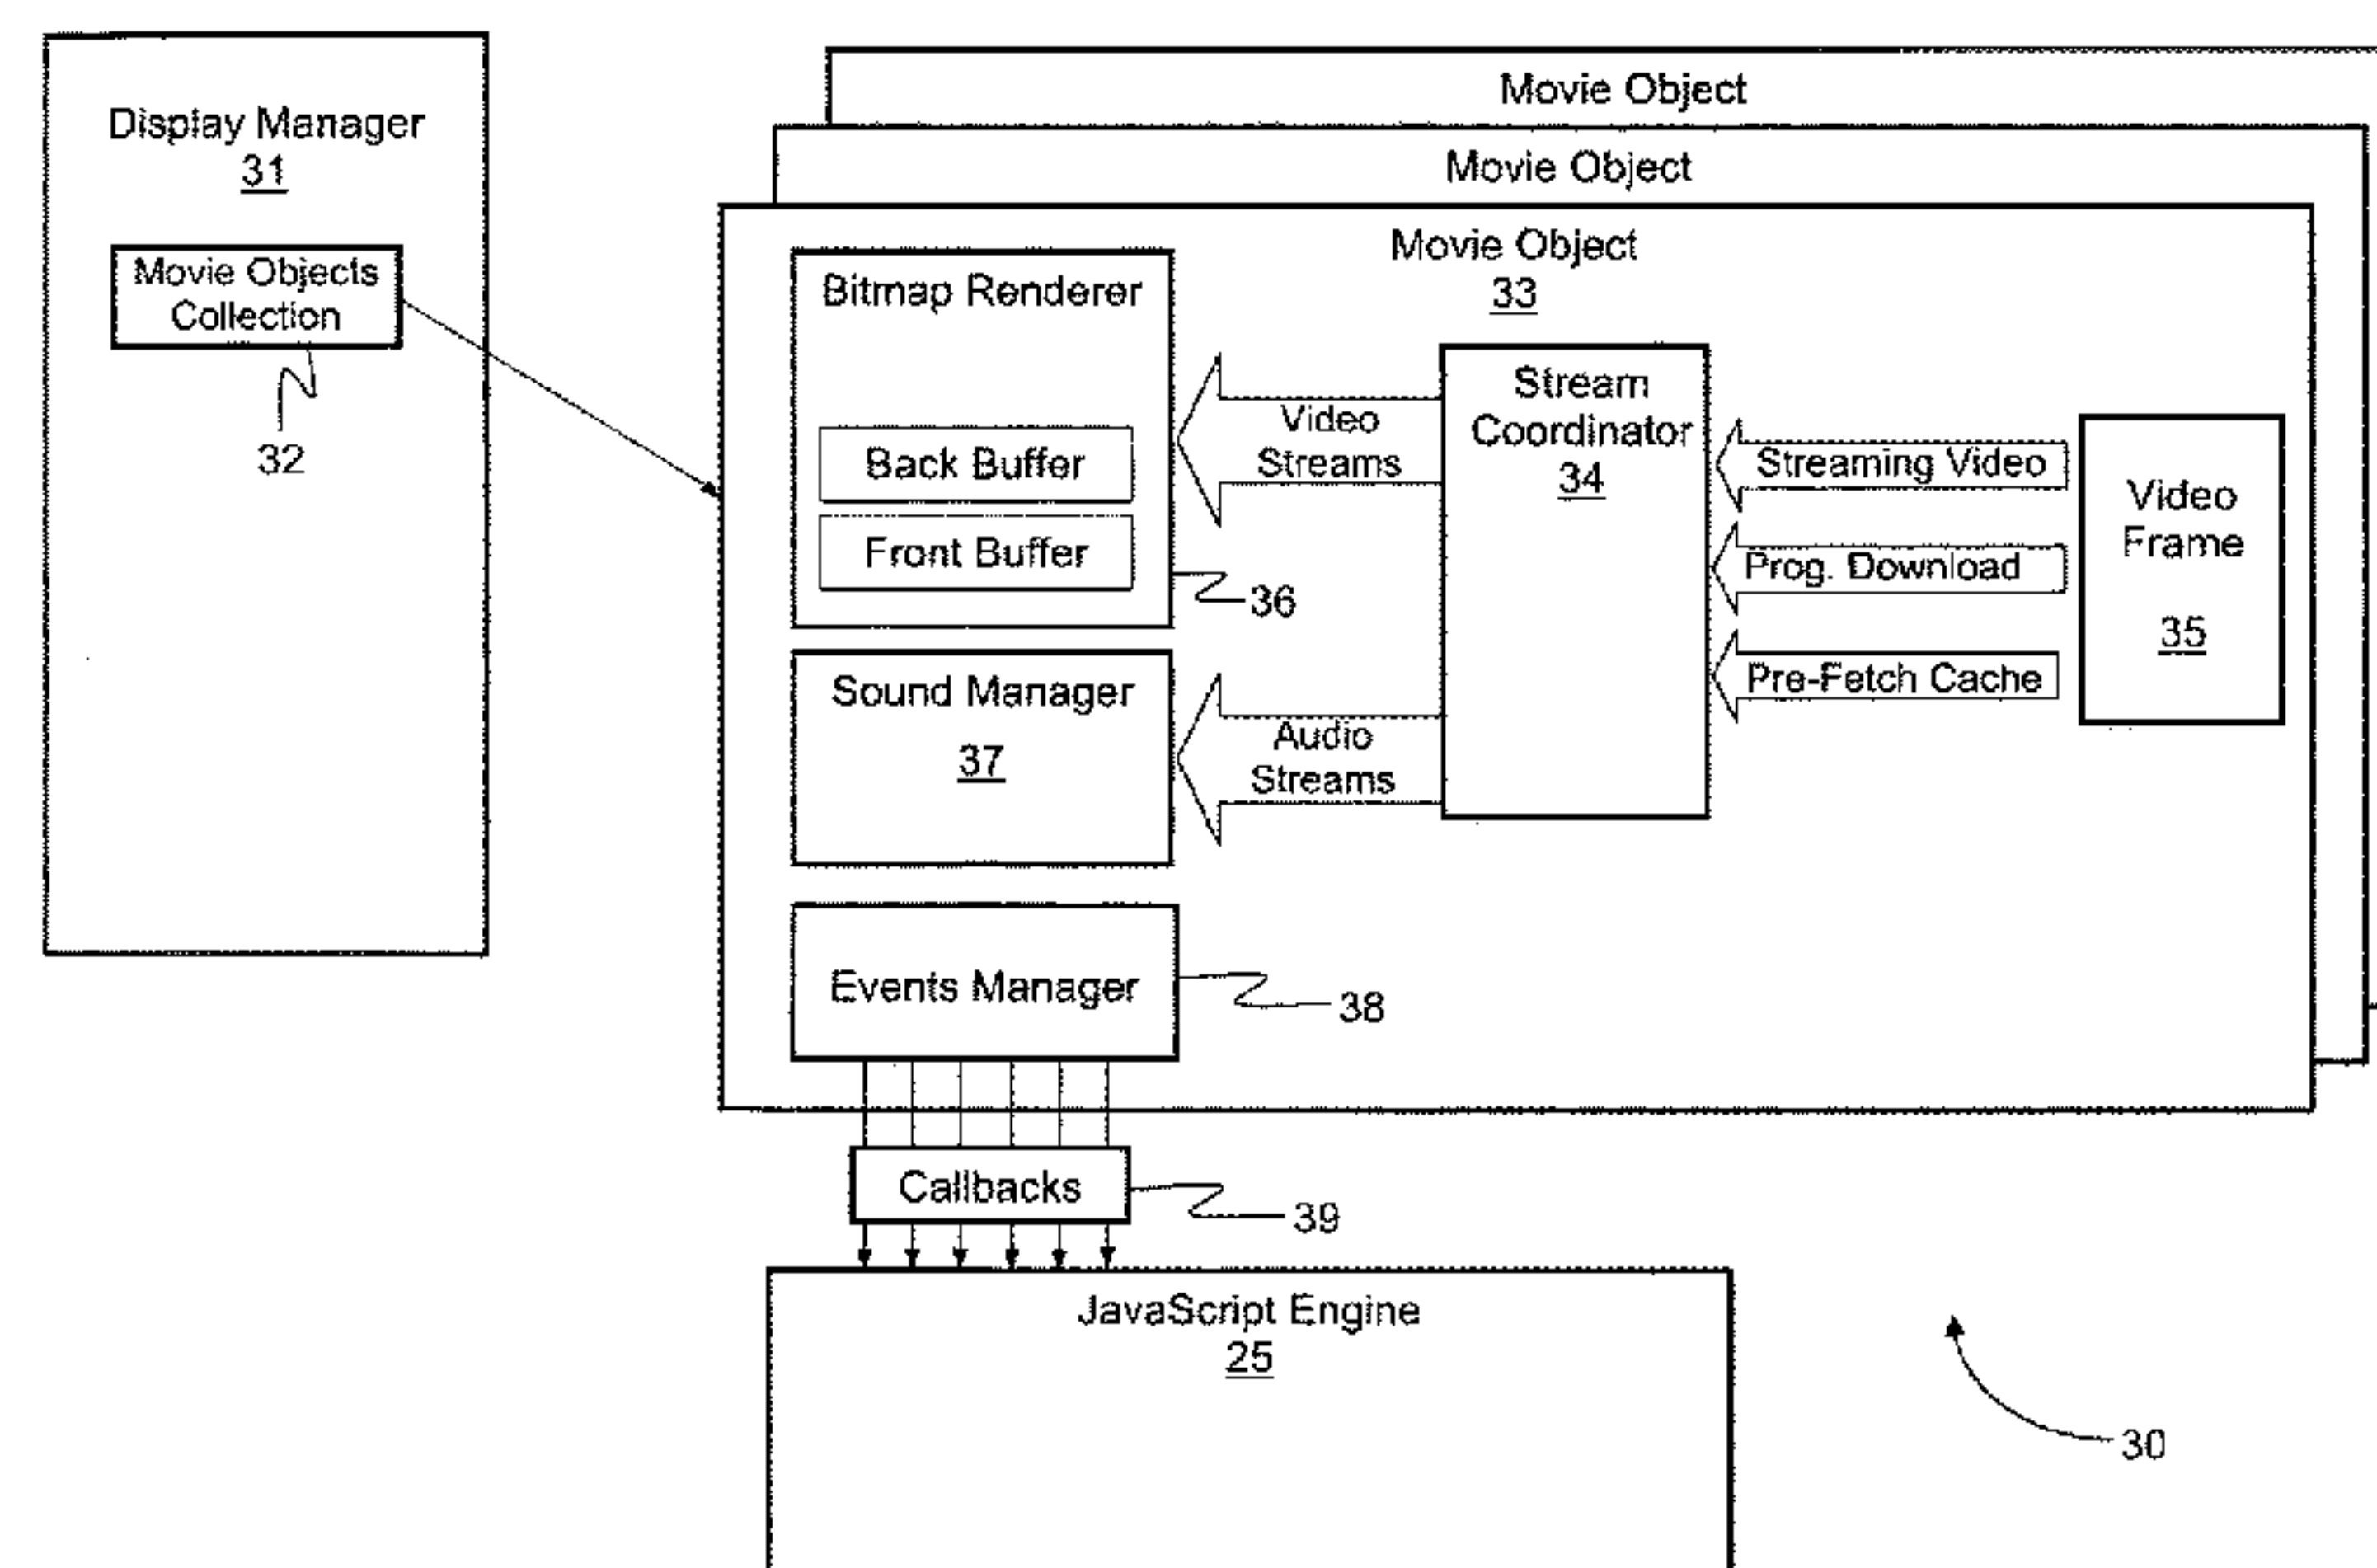 Display Manager
31
Movie Objects
Collection
32
Movie Object
Movie Object
Movie Object
33
Bitmap Renderer
Back Buffer
Front Buffer
36
Video
Streams
Stream
Coordinator
34
Streaming Video
Prog. Download
Pre-Fetch Cache
Video
Frame
35
Sound Manager
37
Audio
Streams
Events Manager
38
Callbacks
39
JavaScript Engine
25
30